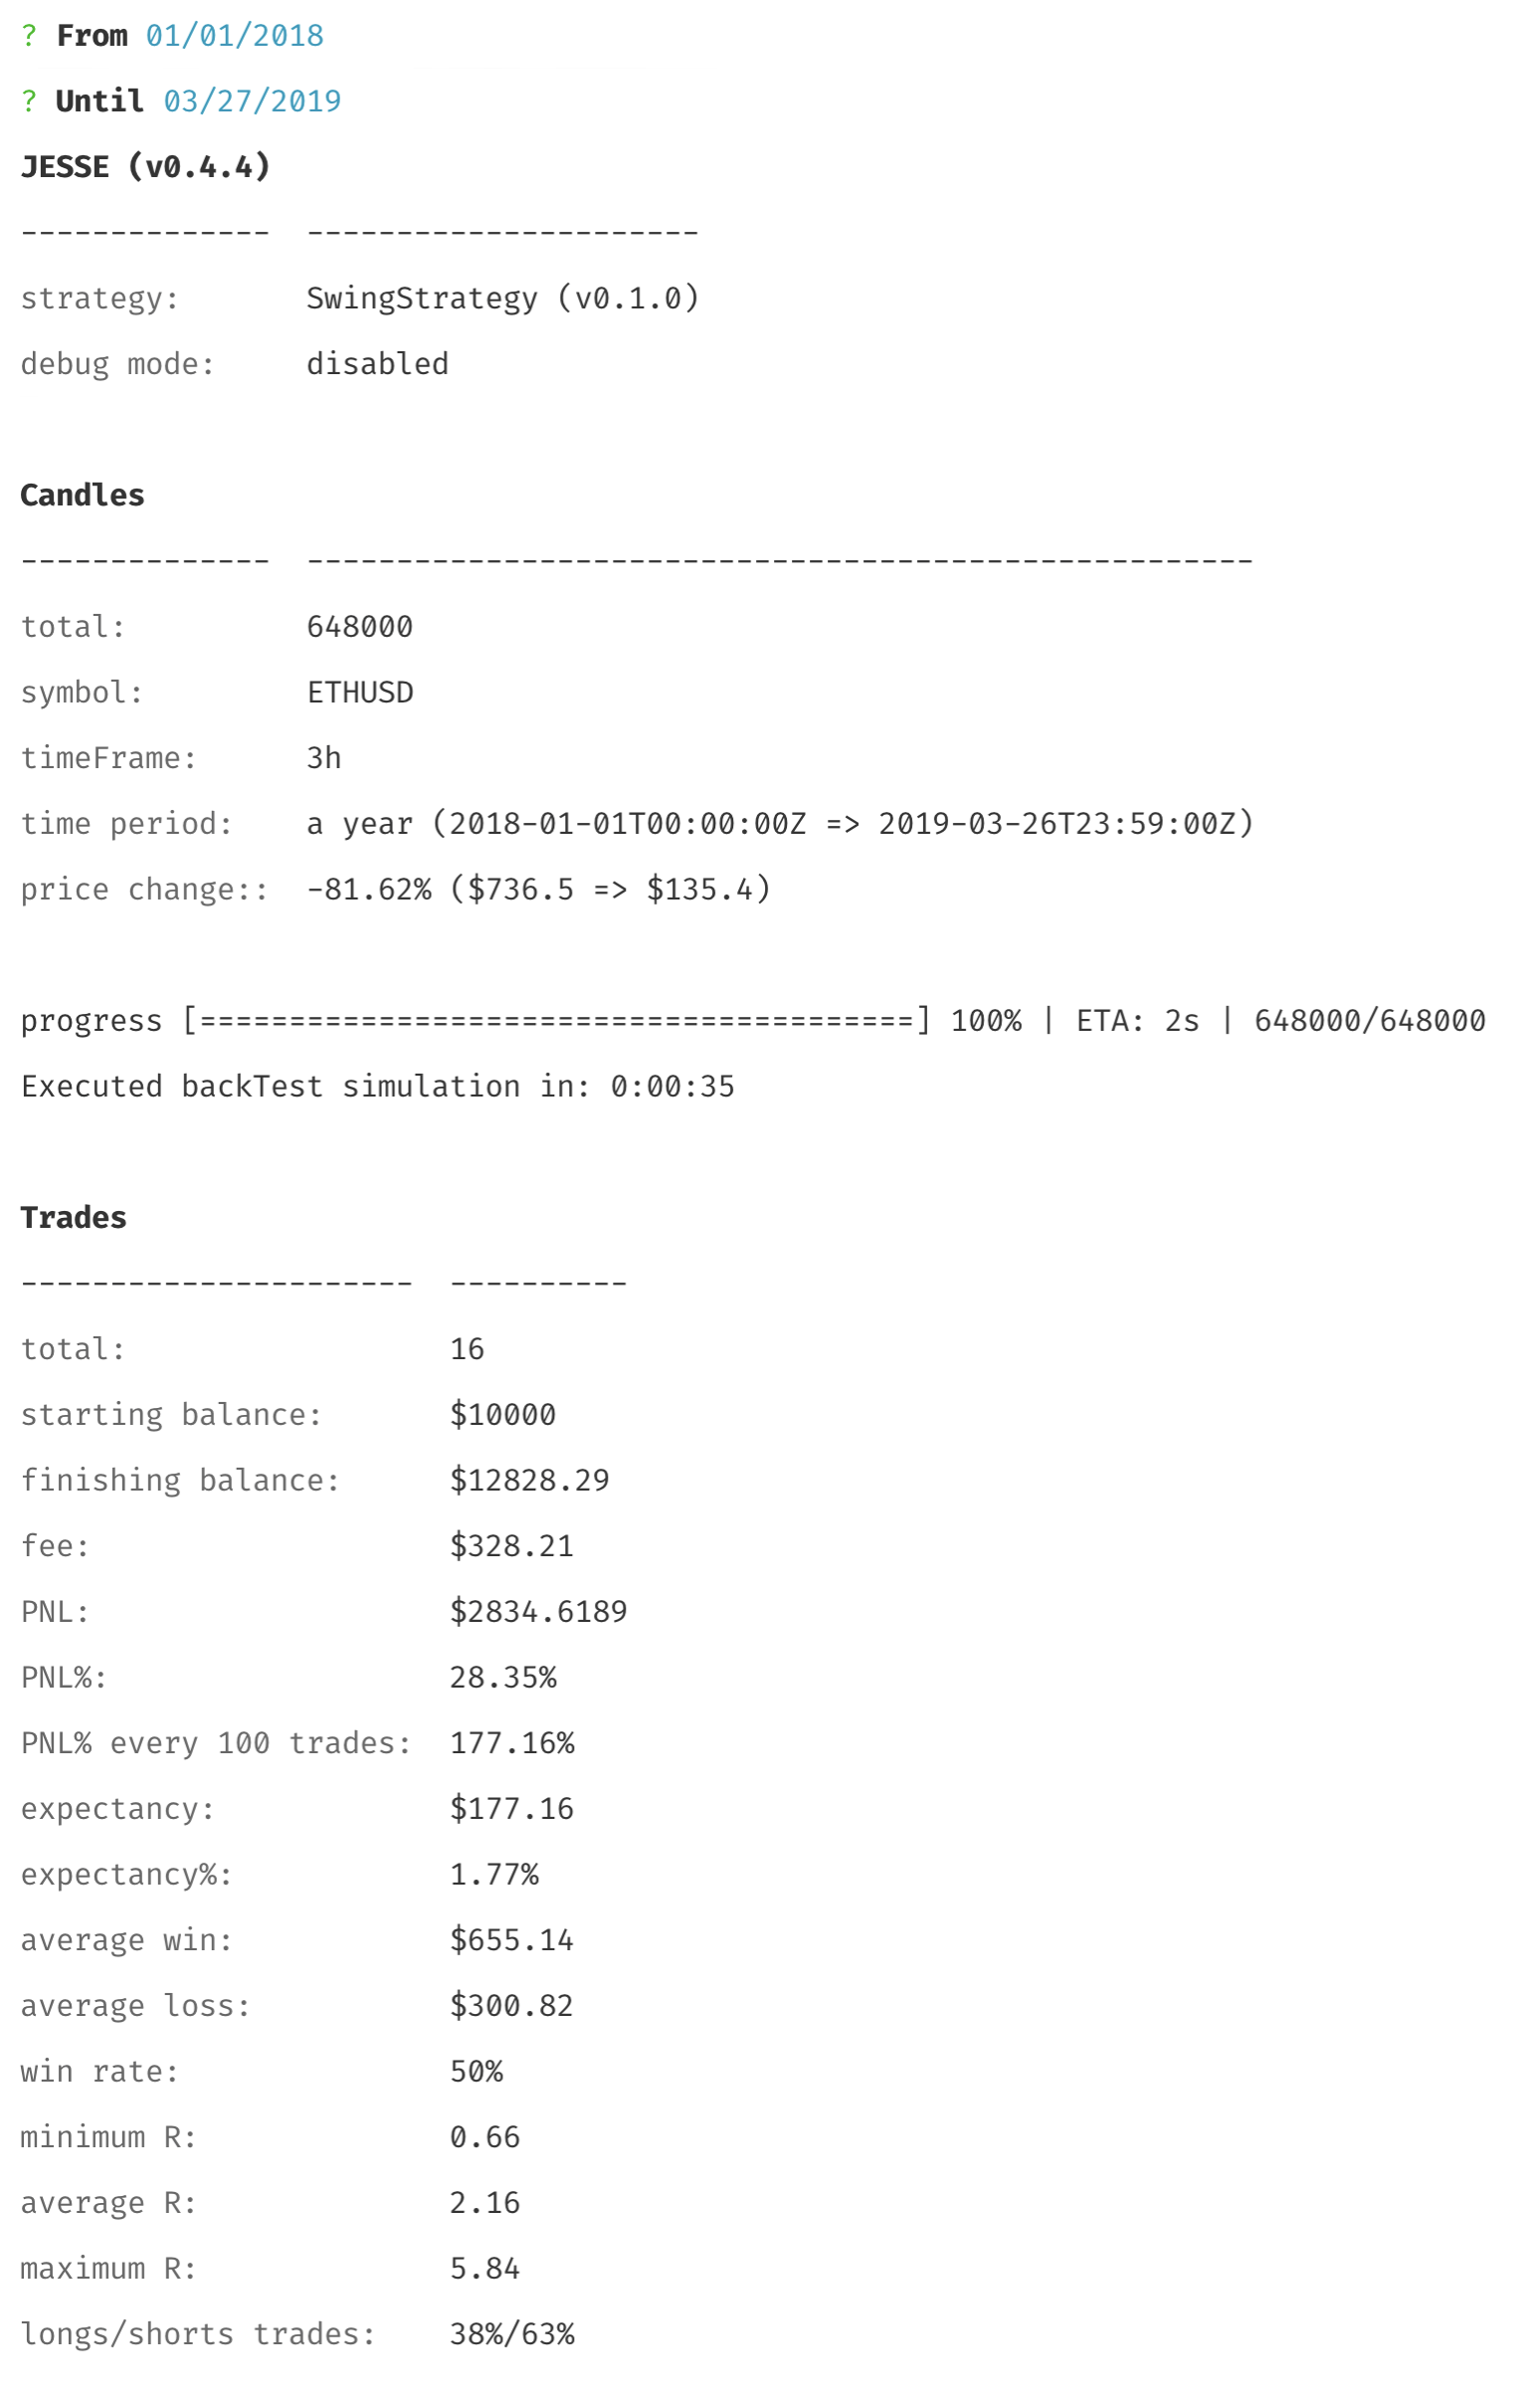 ? From 01/01/2018
? Until 03/27/2019
JESSE (v0.4.4)
--------------  ----------------------
strategy:       SwingStrategy (v0.1.0)
debug mode:     disabled
Candles
--------------  -----------------------------------------------------
total:          648000
symbol:         ETHUSD
timeFrame:      3h
time period:    a year (2018-01-01T00:00:00Z => 2019-03-26T23:59:00Z)
price change::  -81.62% ($736.5 => $135.4)
progress [========================================] 100% | ETA: 2s | 648000/648000
Executed backTest simulation in: 0:00:35
Trades
----------------------  ----------
total:                  16
starting balance:       $10000
finishing balance:      $12828.29
fee:                    $328.21
PNL:                    $2834.6189
PNL%:                   28.35%
PNL% every 100 trades:  177.16%
expectancy:             $177.16
expectancy%:            1.77%
average win:            $655.14
average loss:           $300.82
win rate:               50%
minimum R:              0.66
average R:              2.16
maximum R:              5.84
longs/shorts trades:    38%/63%